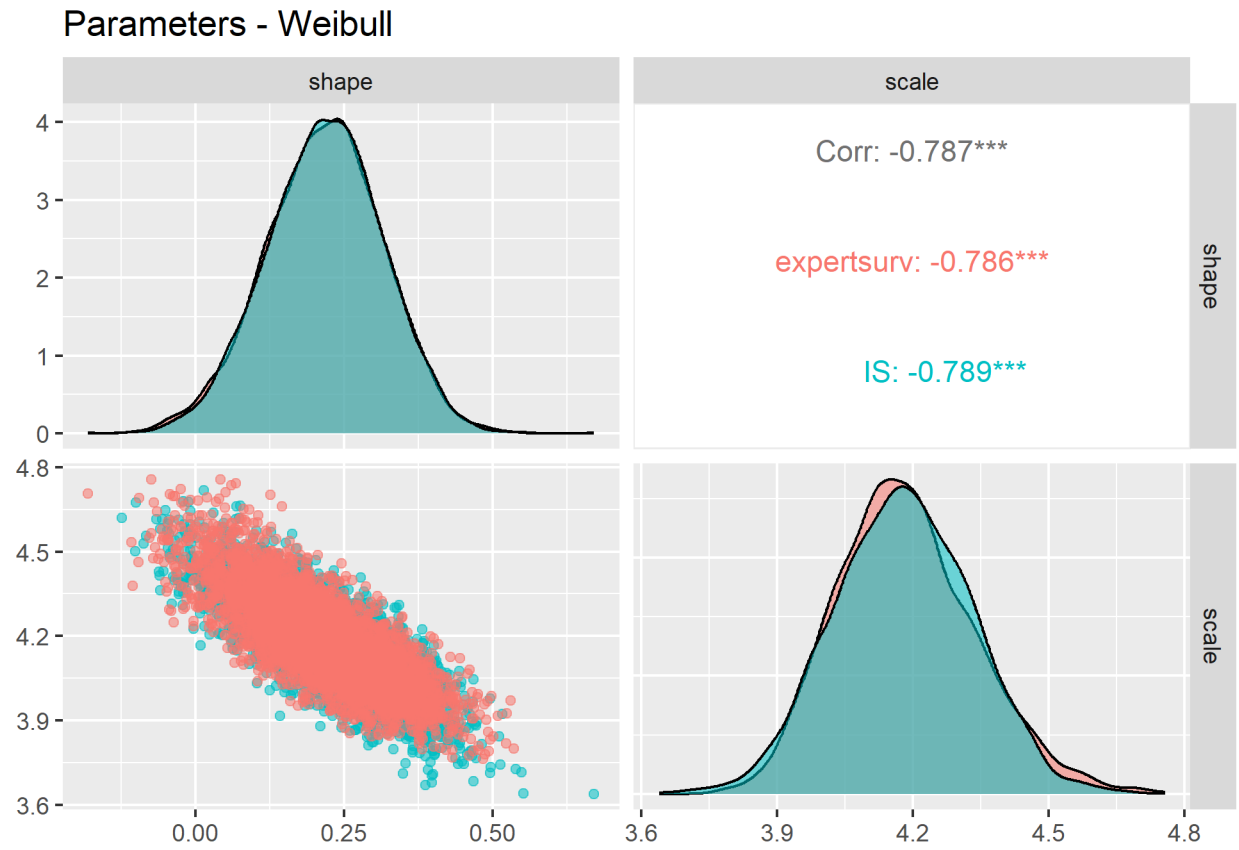 Parameters - Weibull
shape
scale
4
3
2
1
0
Corr: -0.787***
expertsurv: -0.786***
IS: -0.789***
shape
4.8
4.5
4.2
3.9
3.6
scale
0.00
0.25
0.50
3.6
3.9
4.2
4.5
4.8